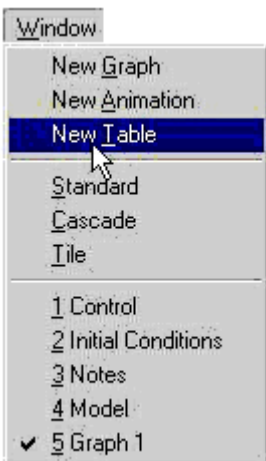 Window
New Graph
New Animation
New Table
Standard
Cascade
Tile
1 Control
2 Initial Conditions
3 Notes
4 Model
5 Graph 1